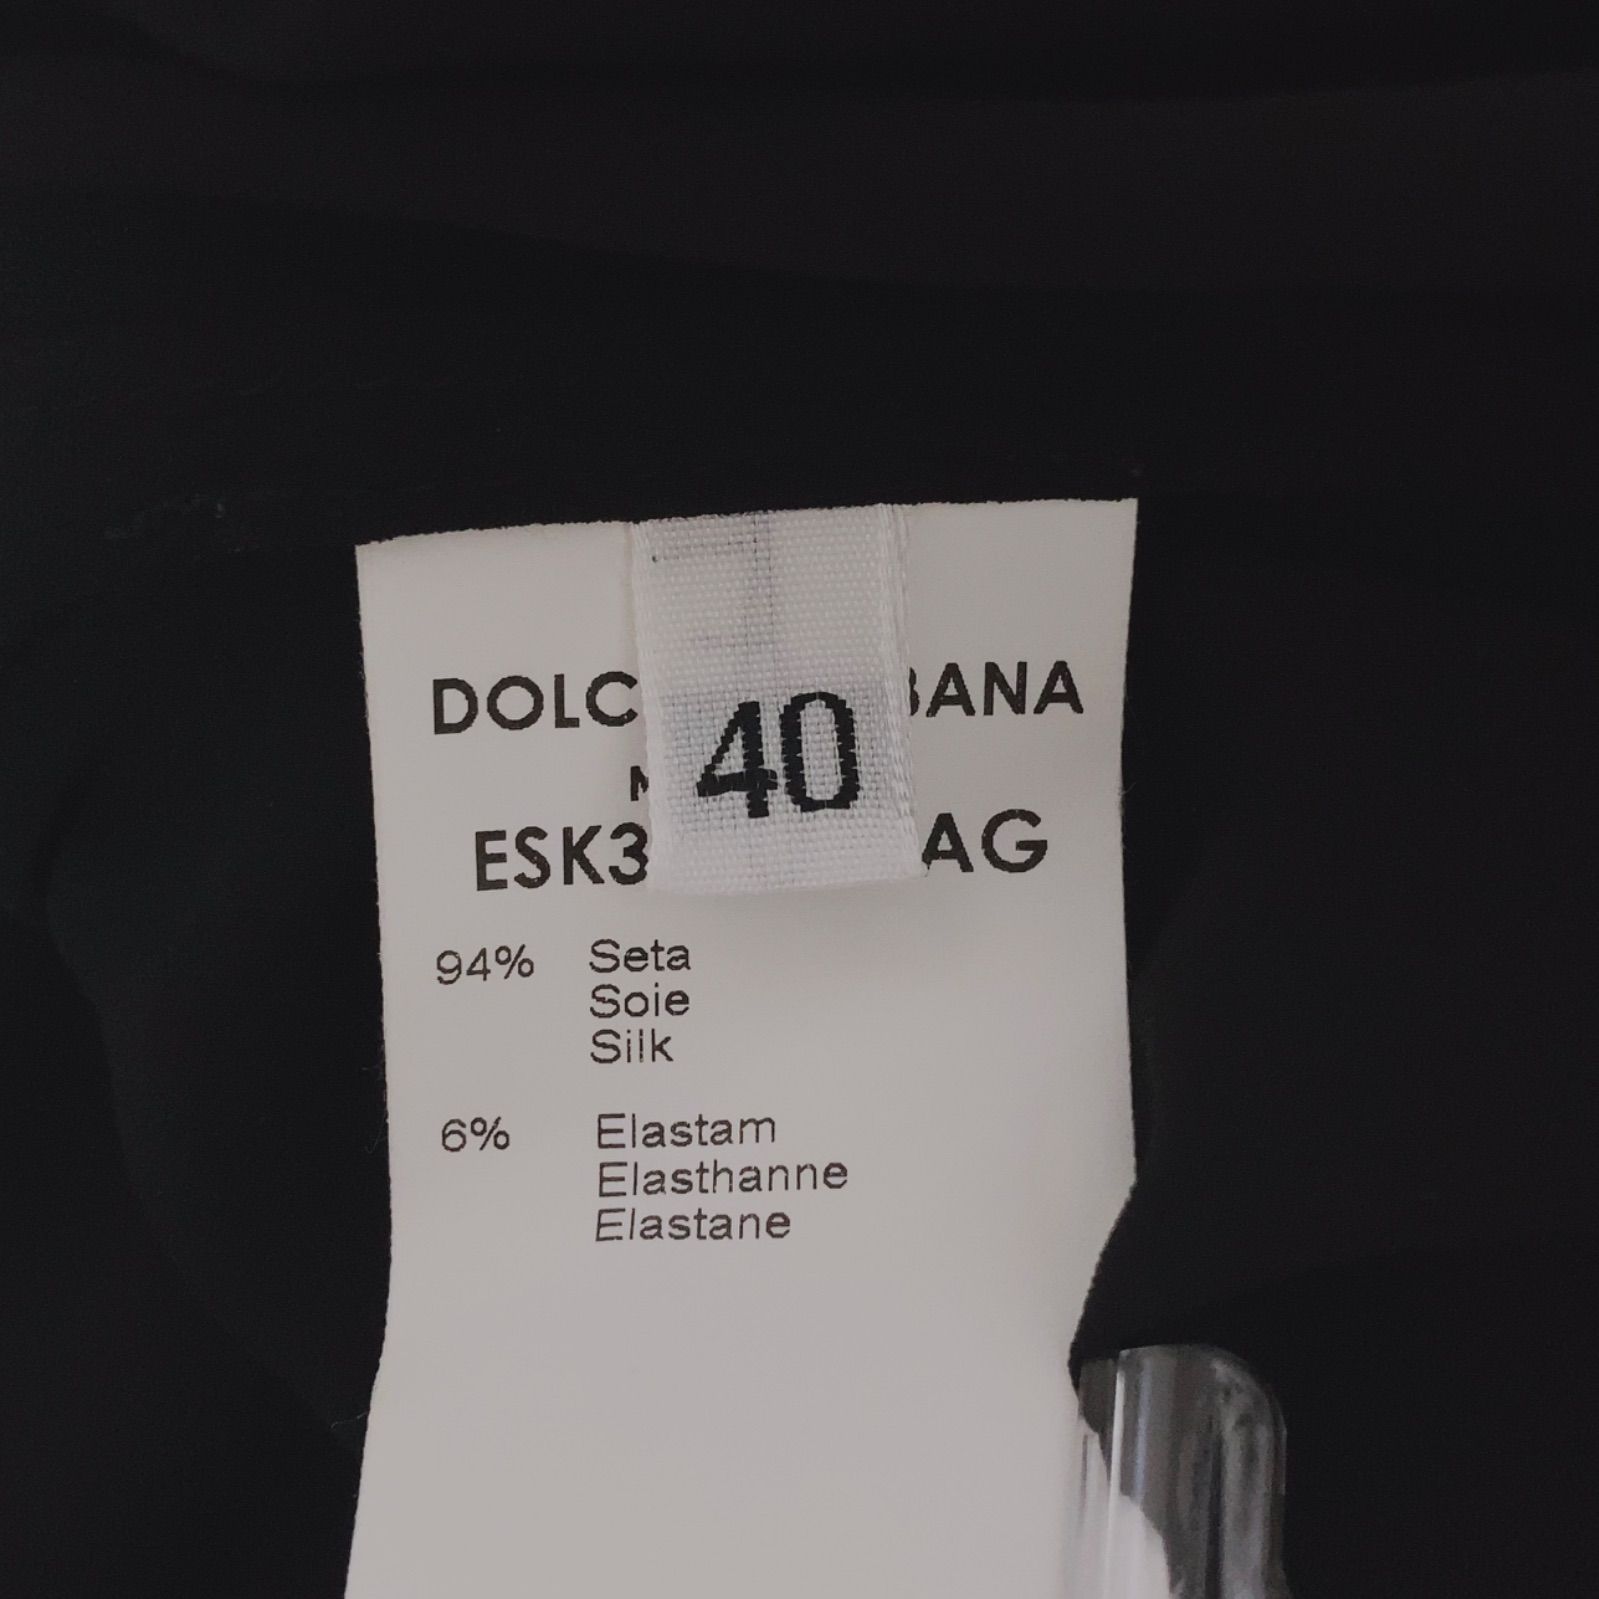 DOLC BANA
40
ESK3 AG
94% Seta
Soie
Silk
6% Elastam
Elasthanne
Elastane